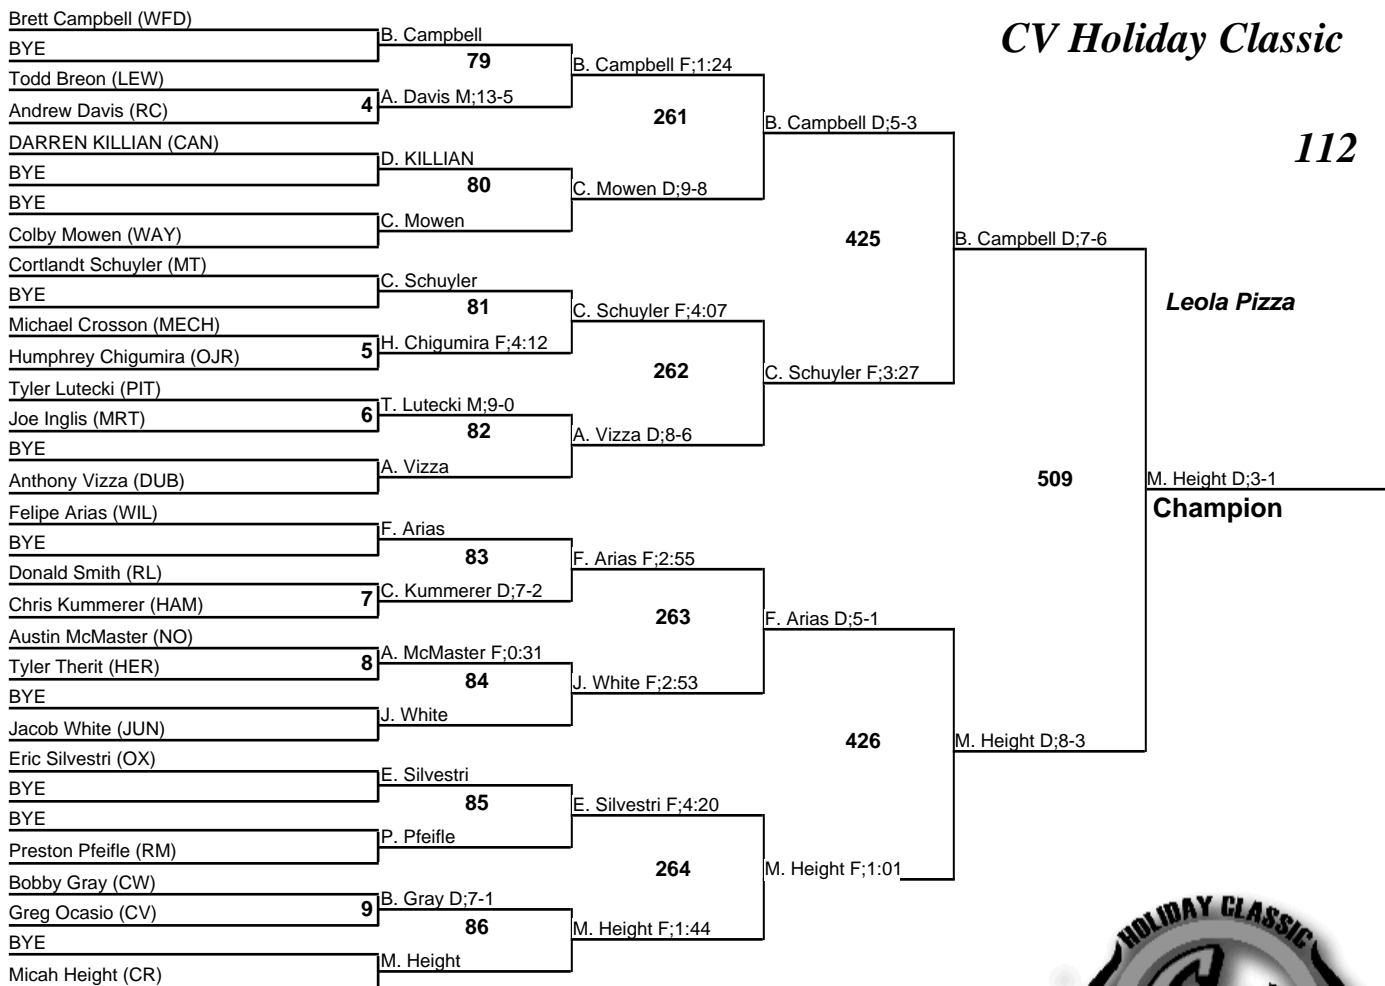 Brett Campbell (WFD)
BYE
Todd Breon (LEW)
Andrew Davis (RC)
DARREN KILLIAN (CAN)
BYE
BYE
Colby Mowen (WAY)
Cortlandt Schuyler (MT)
BYE
Michael Crosson (MECH)
Humphrey Chigumira (OJR)
Tyler Lutecki (PIT)
Joe Inglis (MRT)
BYE
Anthony Vizza (DUB)
Felipe Arias (WIL)
BYE
Donald Smith (RL)
Chris Kummerer (HAM)
Austin McMaster (NO)
Tyler Therit (HER)
BYE
Jacob White (JUN)
Eric Silvestri (OX)
BYE
BYE
Preston Pfeifle (RM)
Bobby Gray (CW)
Greg Ocasio (CV)
BYE
Micah Height (CR)
4
5
6
7
8
9
B. Campbell
79
A. Davis M;13-5
D. KILLIAN
80
C. Mowen
C. Schuyler
81
H. Chigumira F;4:12
T. Lutecki M;9-0
82
A. Vizza
F. Arias
83
C. Kummerer D;7-2
A. McMaster F;0:31
84
J. White
E. Silvestri
85
P. Pfeifle
B. Gray D;7-1
86
M. Height
B. Campbell F;1:24
261
C. Mowen D;9-8
C. Schuyler F;4:07
262
A. Vizza D;8-6
F. Arias F;2:55
263
J. White F;2:53
E. Silvestri F;4:20
264
M. Height F;1:44
B. Campbell D;5-3
425
C. Schuyler F;3:27
F. Arias D;5-1
426
M. Height F;1:01
B. Campbell D;7-6
509
M. Height D;8-3
M. Height D;3-1
Champion
CV Holiday Classic
112
Leola Pizza
HOLIDAY CLASSIC